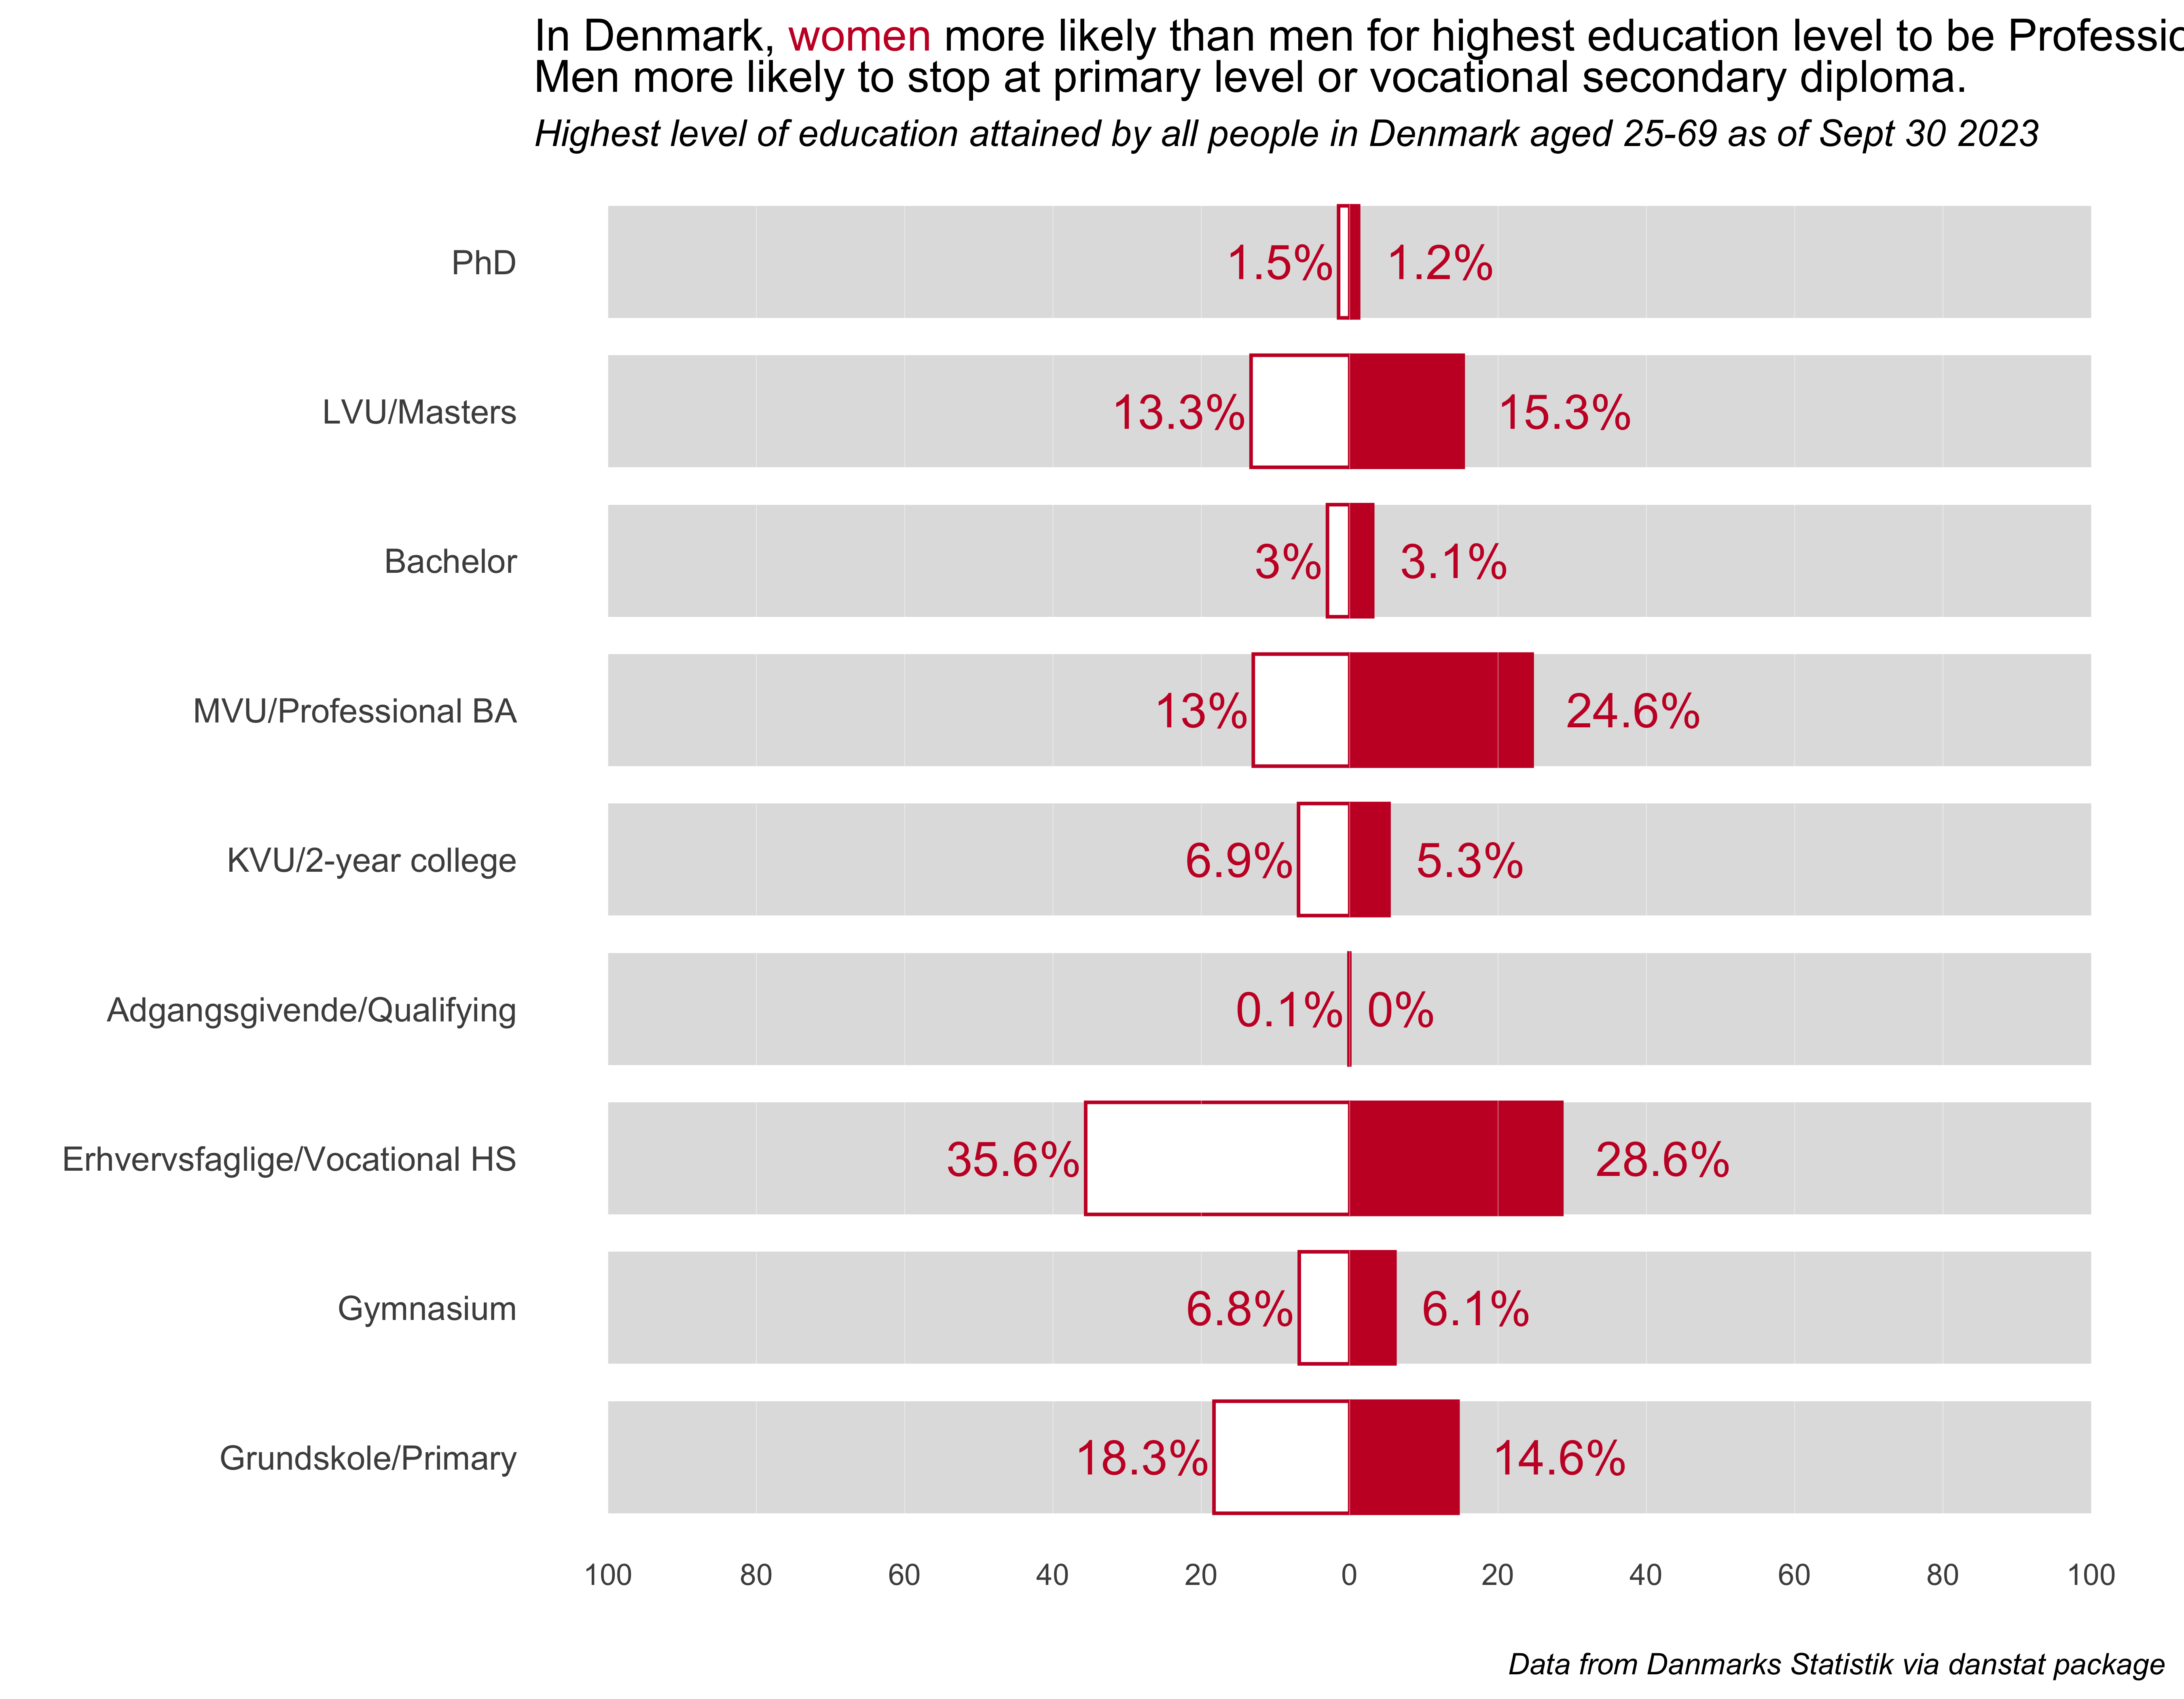 In Denmark, women more likely than men for highest education level to be Professio
Men more likely to stop at primary level or vocational secondary diploma.
Highest level of education attained by all people in Denmark aged 25-69 as of Sept 30 2023
PhD 1.5% 1.2%
LVU/Masters 13.3% 15.3%
Bachelor 3% 3.1%
MVU/Professional BA 13% 24.6%
KVU/2-year college 6.9% 5.3%
Adgangsgivende/Qualifying 0.1% 0%
Erhvervsfaglige/Vocational HS 35.6% 28.6%
Gymnasium 6.8% 6.1%
Grundskole/Primary 18.3% 14.6%
100 80 60 40 20 0 20 40 60 80 100
Data from Danmarks Statistik via danstat package